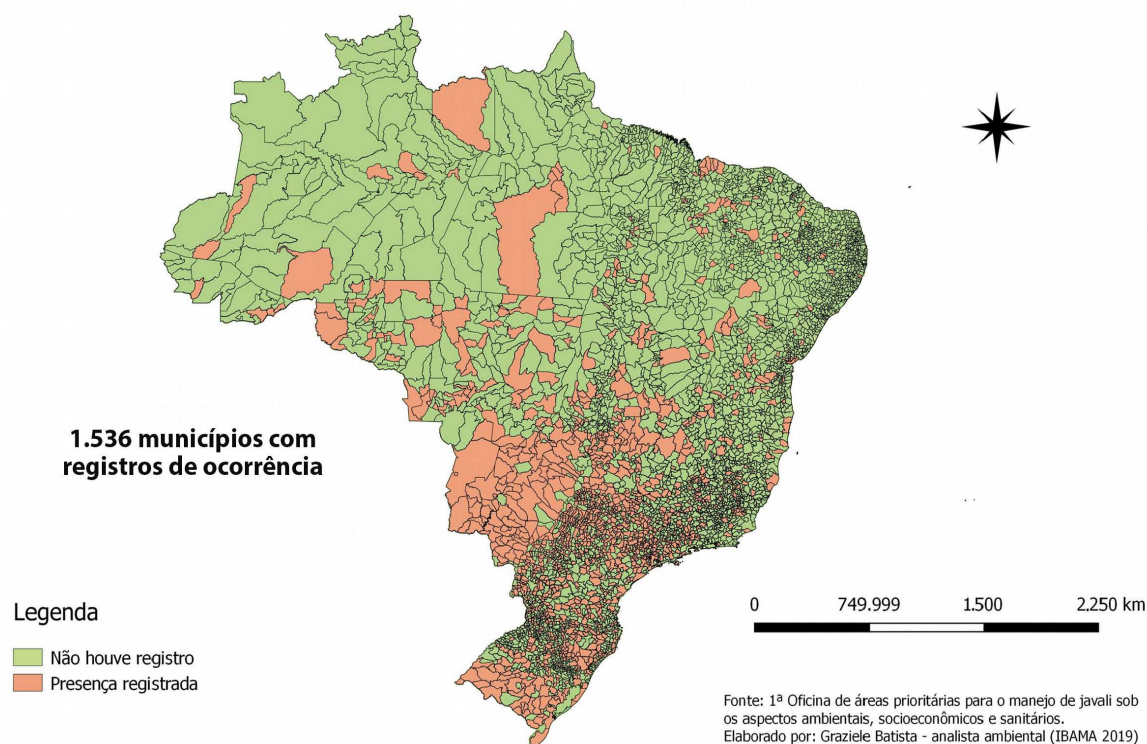 1.536 municípios com
registros de ocorrência
Legenda
Não houve registro
Presença registrada
0 749.999 1.500 2,250 km
Fonte: 1ª Oficina de áreas prioritárias para o manejo de javali sob
os aspectos ambientais, socioeconômicos e sanitários.
Elaborado por: Graziele Batista - analista ambiental (IBAMA 2019)